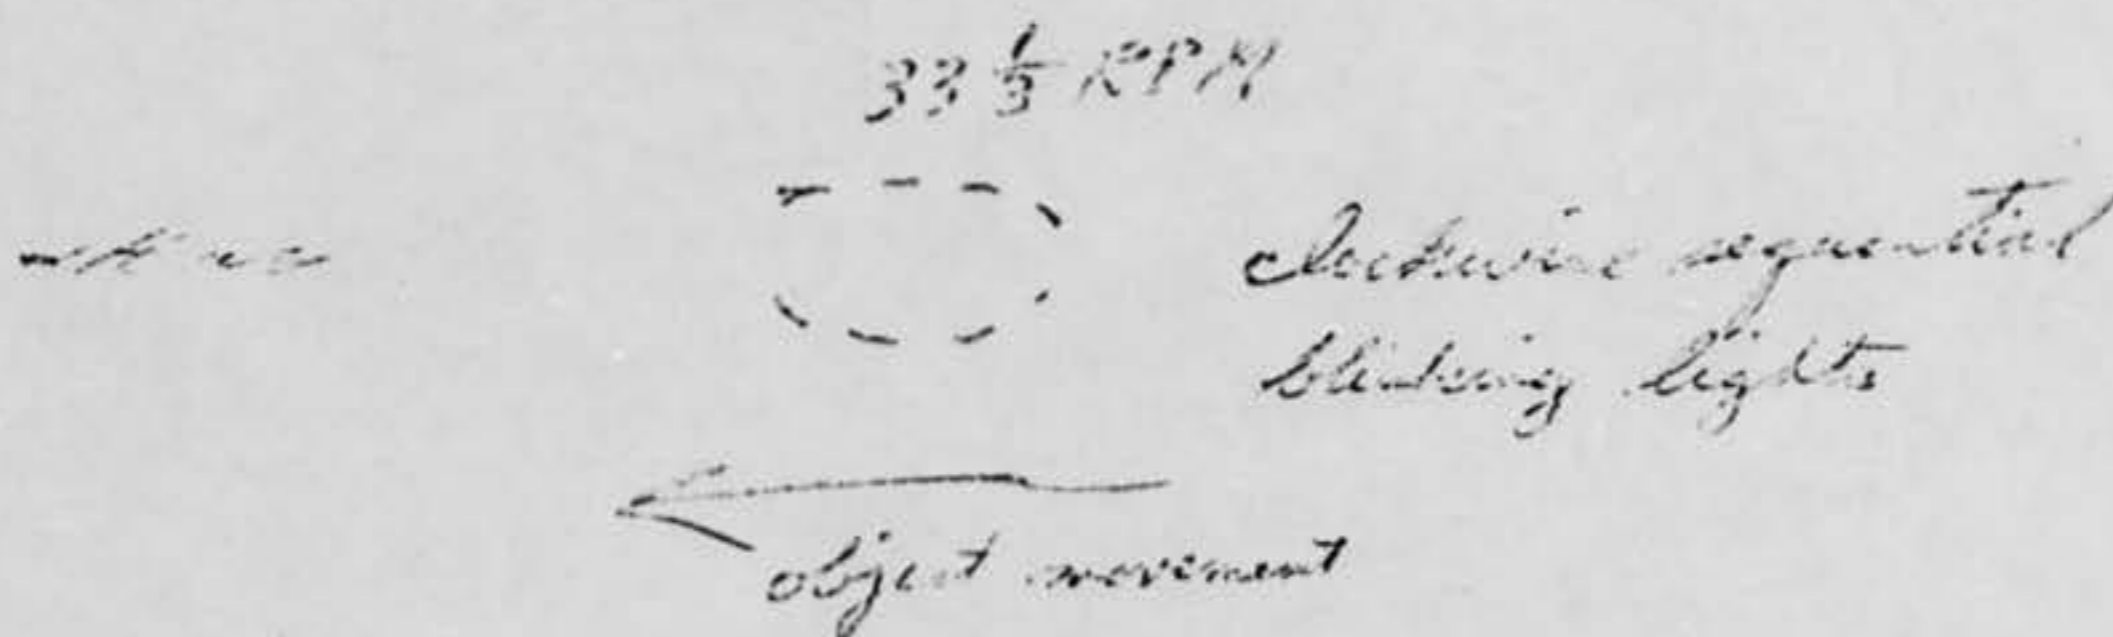 33 1/3 RPM
clockwise sequential
blinking lights
object movement